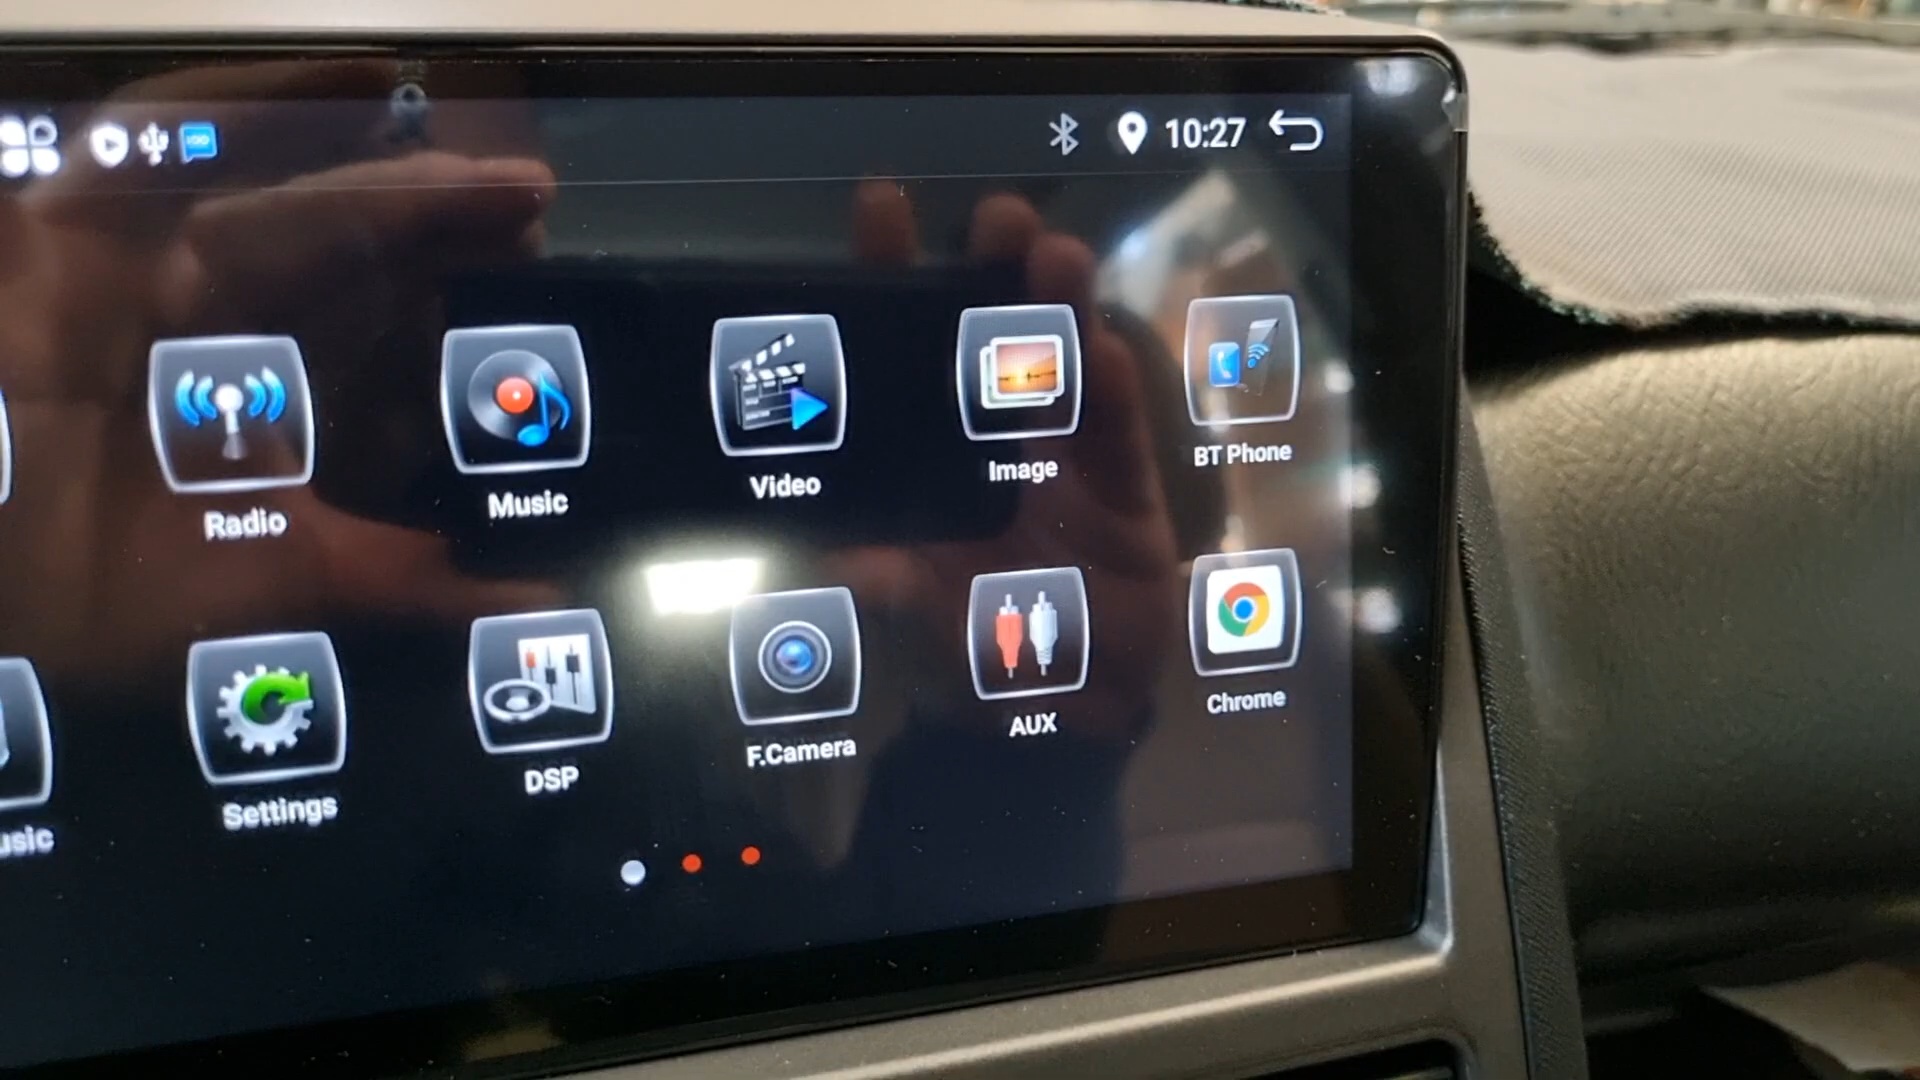 10:27
Radio
Music
Video
Image
BT Phone
usic
Settings
DSP
F.Camera
AUX
Chrome